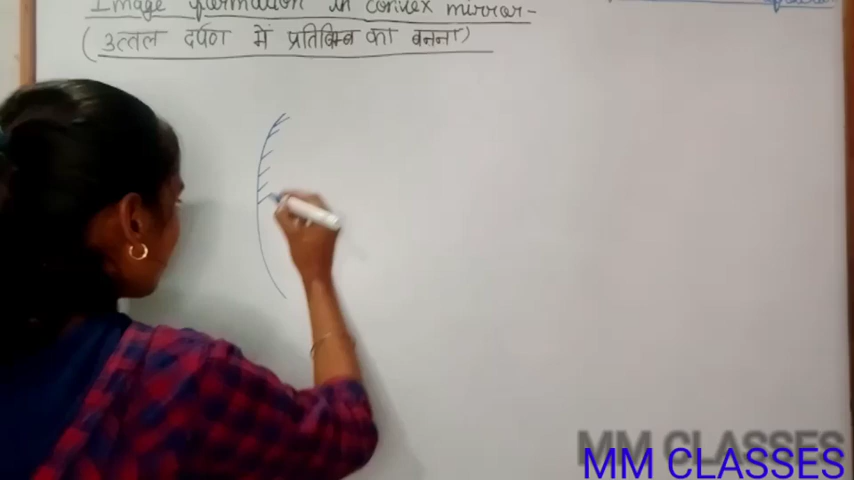 Image formation in convex mirror-
(उत्तल दर्पण में प्रतिबिम्ब का बनना)
MM CLASSES
MM CLASSES